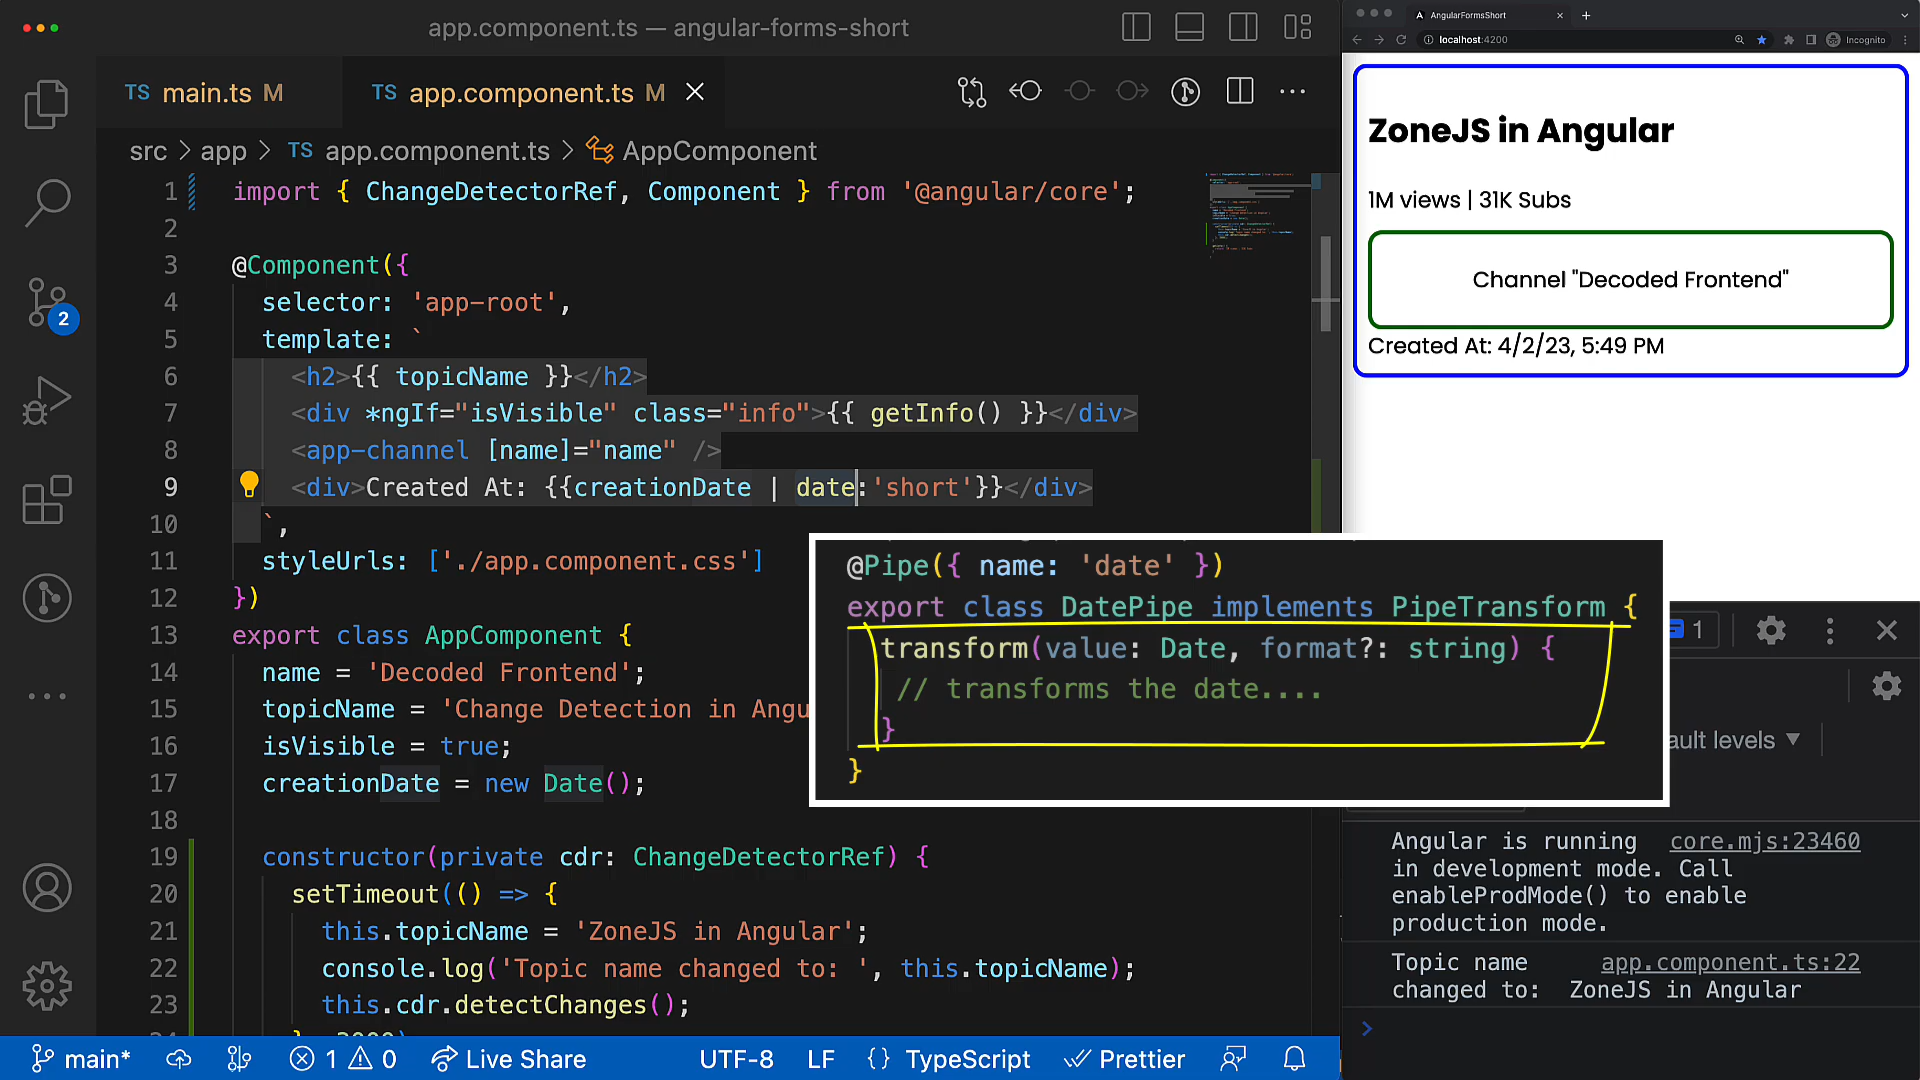 app.component.ts — angular-forms-short
TS main.ts M
TS app.component.ts M
src > app > TS app.component.ts > AppComponent
1 import { ChangeDetectorRef, Component } from '@angular/core';
2
3 @Component({
4 selector: 'app-root',
5 template: `
6 <h2>{{ topicName }}</h2>
7 <div *ngIf="isVisible" class="info">{{ getInfo() }}</div>
8 <app-channel [name]="name" />
9 <div>Created At: {{creationDate | date:'short'}}</div>
10 `,
11 styleUrls: ['./app.component.css']
12 })
13 export class AppComponent {
14 name = 'Decoded Frontend';
15 topicName = 'Change Detection in Angu
16 isVisible = true;
17 creationDate = new Date();
18
19 constructor(private cdr: ChangeDetectorRef) {
20 setTimeout(() => {
21 this.topicName = 'ZoneJS in Angular';
22 console.log('Topic name changed to: ', this.topicName);
23 this.cdr.detectChanges();
2
main* 1 0 Live Share UTF-8 LF {} TypeScript Prettier
@Pipe({ name: 'date' })
export class DatePipe implements PipeTransform {
transform(value: Date, format?: string) {
// transforms the date....
}
}
AngularFormsShort
localhost:4200
Incognito
ZoneJS in Angular
1M views | 31K Subs
Channel "Decoded Frontend"
Created At: 4/2/23, 5:49 PM
1
ault levels ▼
Angular is running core.mjs:23460
in development mode. Call
enableProdMode() to enable
production mode.
Topic name app.component.ts:22
changed to: ZoneJS in Angular
>